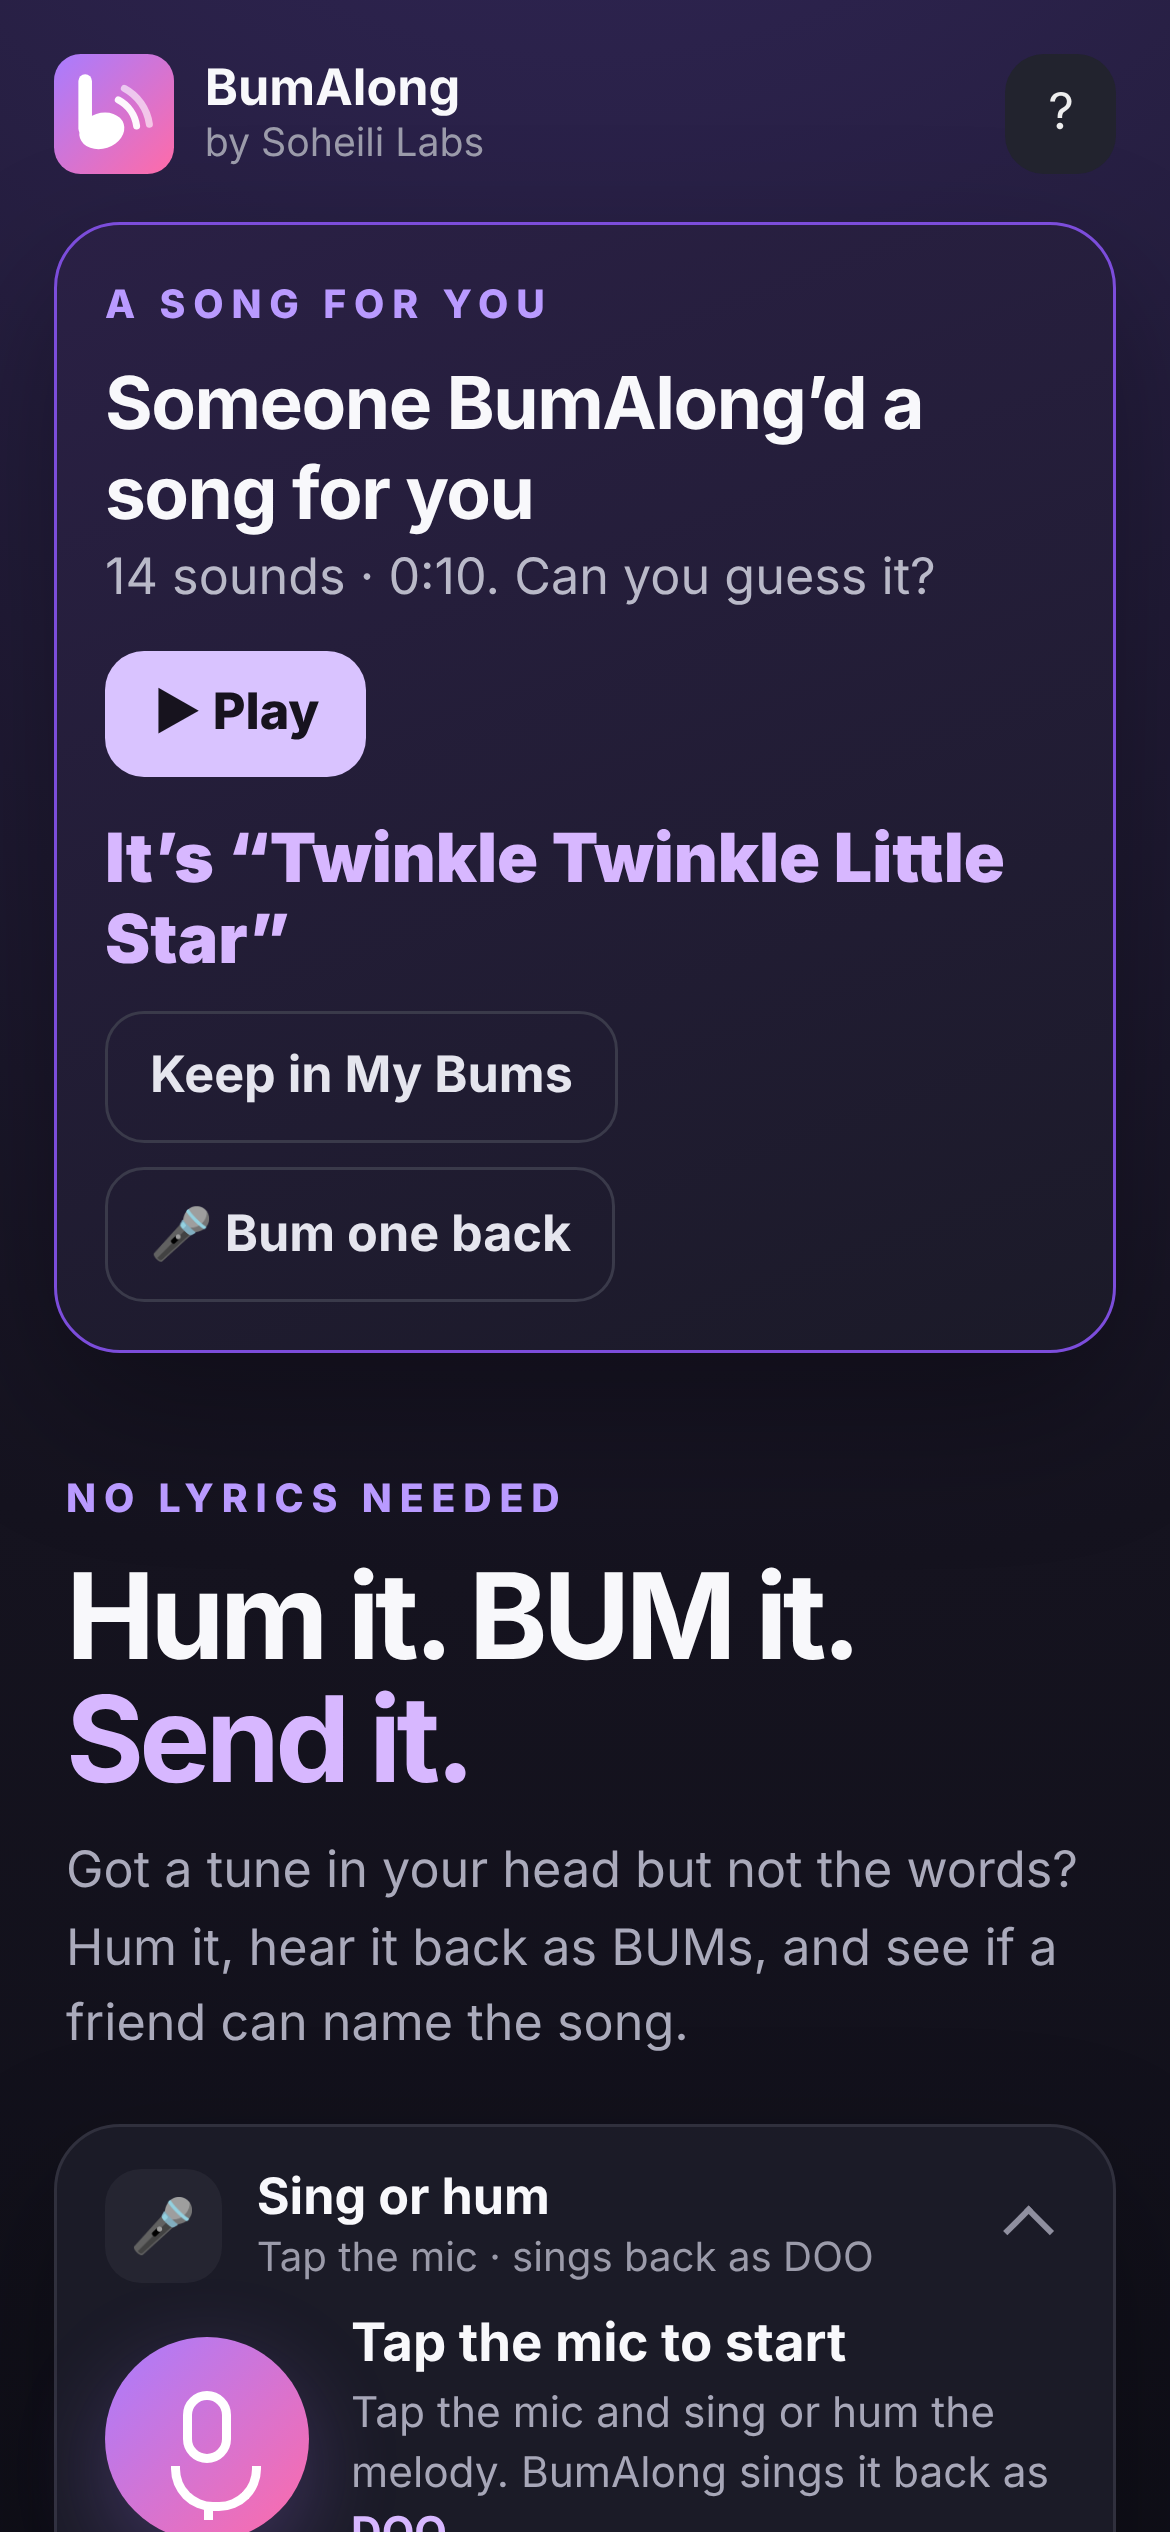 BumAlong
by Soheili Labs
?
A SONG FOR YOU
Someone BumAlong’d a
song for you
14 sounds · 0:10. Can you guess it?
▶ Play
It’s “Twinkle Twinkle Little
Star”
Keep in My Bums
🎤 Bum one back
NO LYRICS NEEDED
Hum it. BUM it.
Send it.
Got a tune in your head but not the words?
Hum it, hear it back as BUMs, and see if a
friend can name the song.
Sing or hum
Tap the mic · sings back as DOO
Tap the mic to start
Tap the mic and sing or hum the
melody. BumAlong sings it back as
DOO